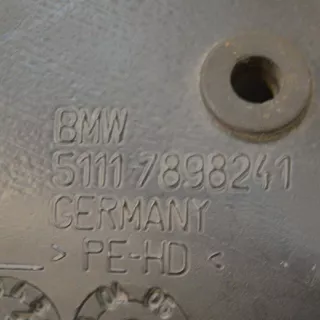 BMW
5111-7898241
GERMANY
> PE-HD <